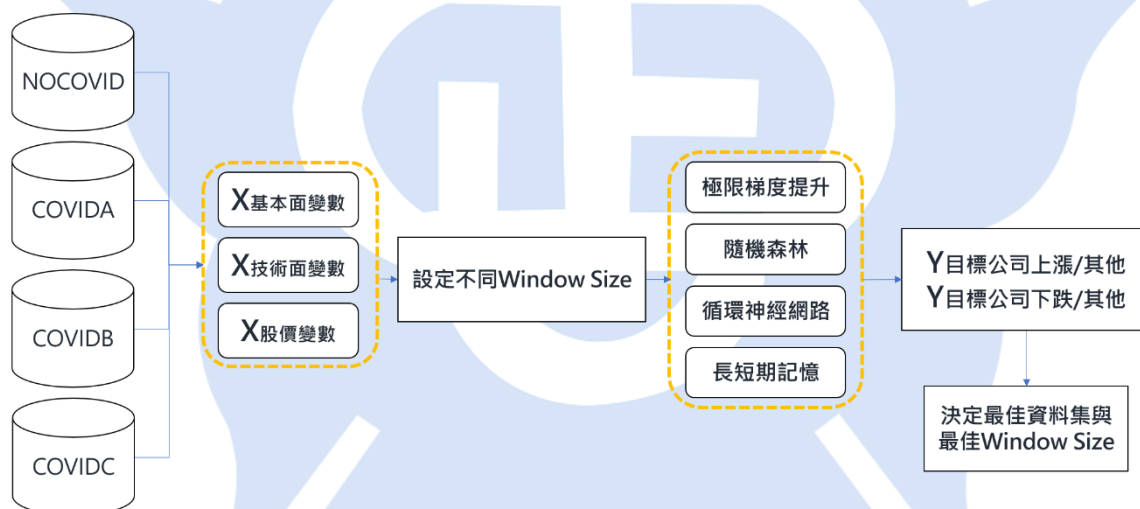 NOCOVID
COVIDA
COVIDB
COVIDC
X基本面變數
X技術面變數
X股價變數
設定不同Window Size
極限梯度提升
隨機森林
循環神經網路
長短期記憶
Y目標公司上漲/其他
Y目標公司下跌/其他
決定最佳資料集與
最佳Window Size